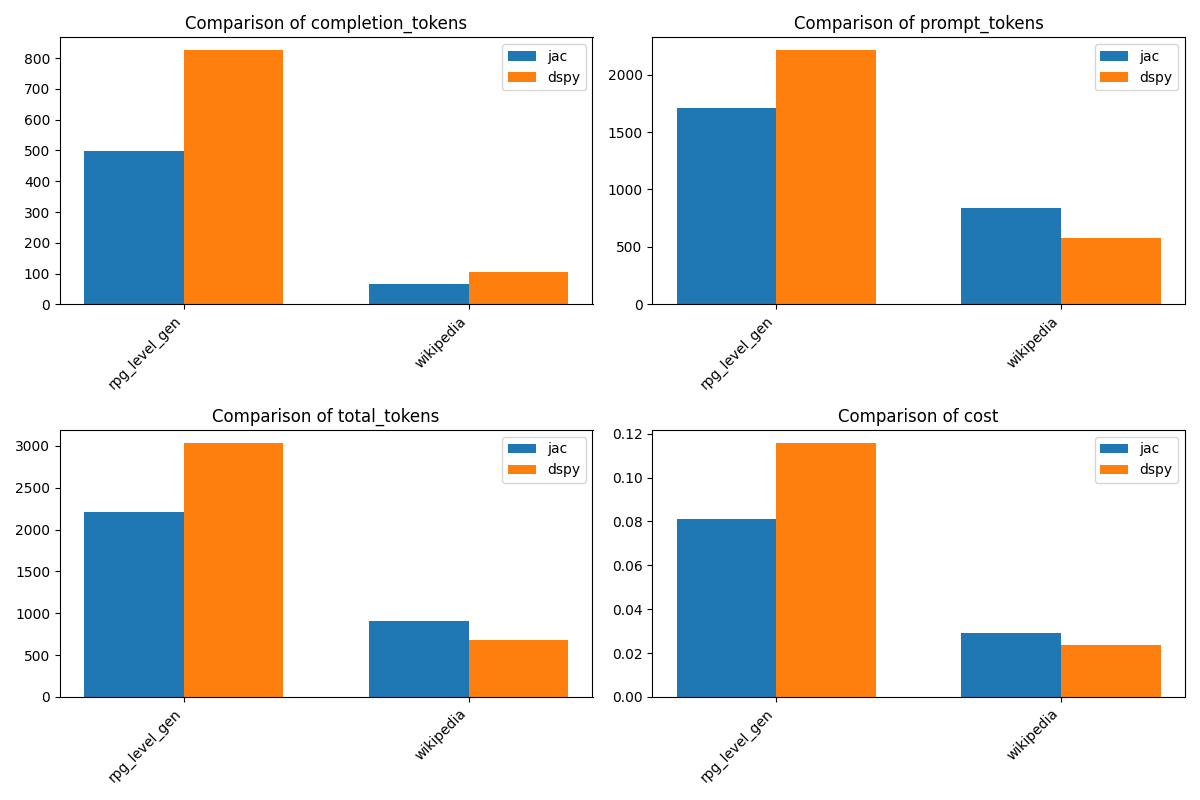 Comparison of completion_tokens
800
700
600
500
400
300
200
100
0
jac
dspy
rpg_level_gen
wikipedia
Comparison of prompt_tokens
2000
1500
1000
500
0
jac
dspy
rpg_level_gen
wikipedia
Comparison of total_tokens
3000
2500
2000
1500
1000
500
0
jac
dspy
rpg_level_gen
wikipedia
Comparison of cost
0.12
0.10
0.08
0.06
0.04
0.02
0.00
jac
dspy
rpg_level_gen
wikipedia